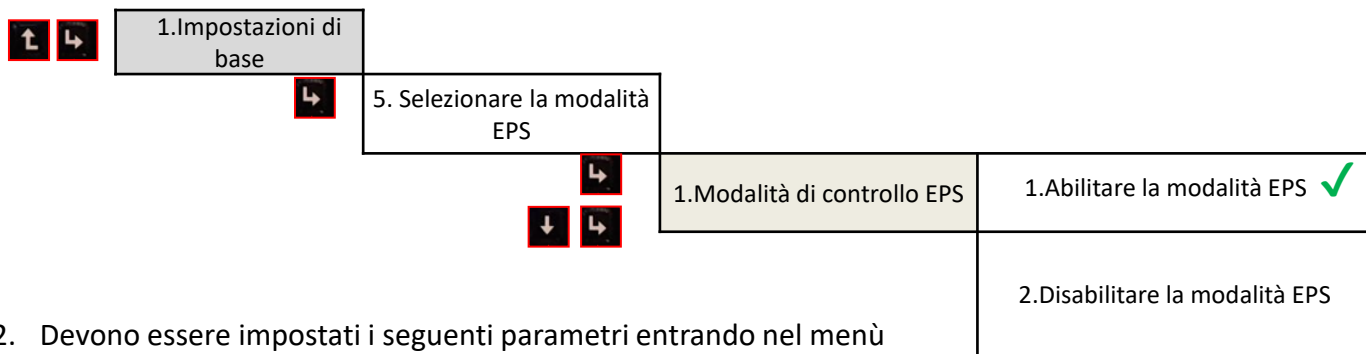 1.Impostazioni di
base
5. Selezionare la modalità
EPS
1.Modalità di controllo EPS
1.Abilitare la modalità EPS
2.Disabilitare la modalità EPS
2. Devono essere impostati i seguenti parametri entrando nel menù